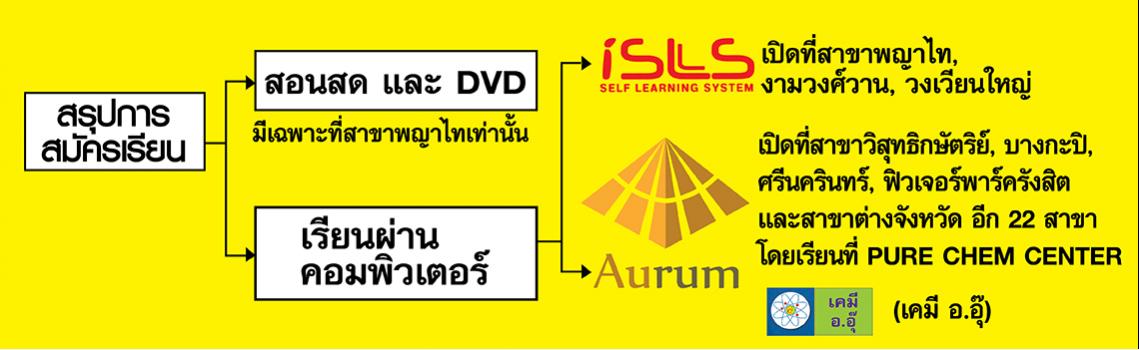 สรุปการ
สมัครเรียน
สอนสด และ DVD
มีเฉพาะที่สาขาพญาไทเท่านั้น
เรียนผ่าน
คอมพิวเตอร์
iSLS
SELF LEARNING SYSTEM
เปิดที่สาขาพญาไท,
งามวงศ์วาน, วงเวียนใหญ่
Aurum
เปิดที่สาขาวิสุทธิกษัตริย์, บางกะปิ,
ศรีนครินทร์, ฟิวเจอร์พาร์ครังสิต
และสาขาต่างจังหวัด อีก 22 สาขา
โดยเรียนที่ PURE CHEM CENTER
เคมี
อ.อุ๊
(เคมี อ.อุ๊)